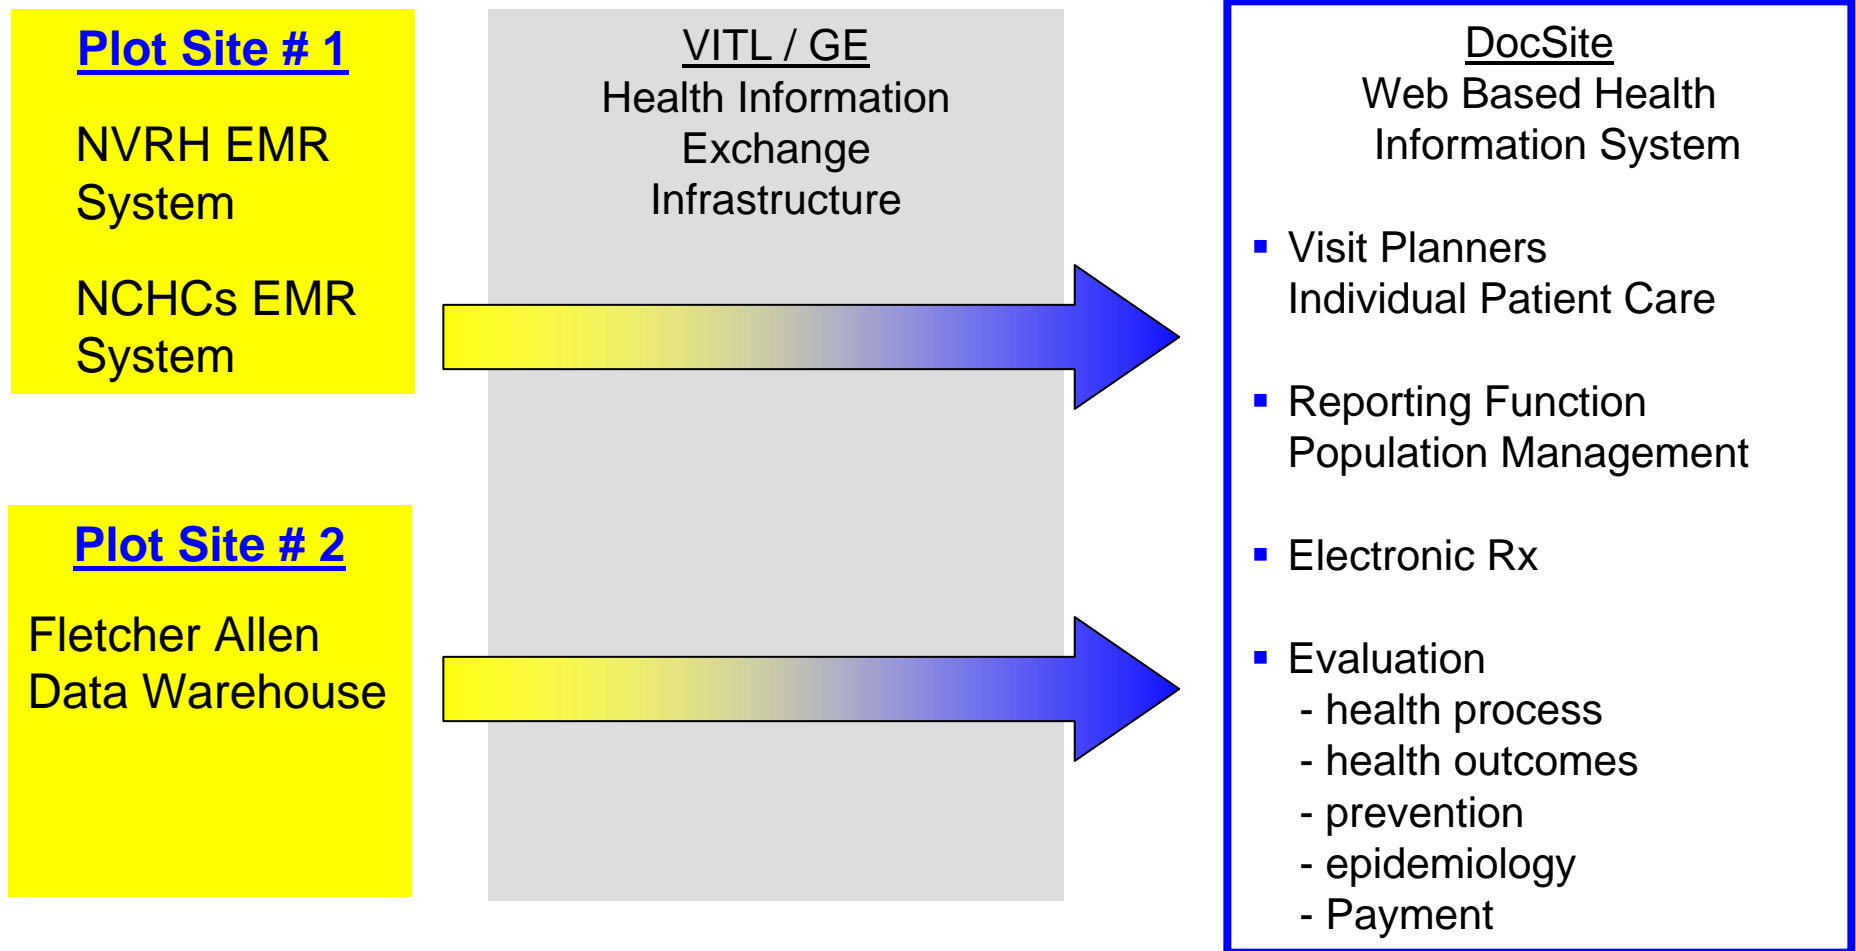 Plot Site # 1
NVRH EMR
System
NCHCs EMR
System
Plot Site # 2
Fletcher Allen
Data Warehouse
VITL / GE
Health Information
Exchange
Infrastructure
DocSite
Web Based Health
Information System
▪ Visit Planners
Individual Patient Care
▪ Reporting Function
Population Management
▪ Electronic Rx
▪ Evaluation
- health process
- health outcomes
- prevention
- epidemiology
- Payment